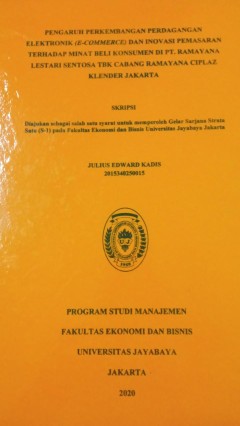 PENGARUH PERKEMBANGAN PERDAGANGAN
ELEKTRONIK (E-COMMERCE) DAN INOVASI PEMASARAN
TERHADAP MINAT BELI KONSUMEN DI PT. RAMAYANA
LESTARI SENTOSA TBK CABANG RAMAYANA CIPLAZ
KLENDER JAKARTA
SKRIPSI
Diajukan sebagai salah satu syarat untuk memperoleh Gelar Sarjana Strata
Satu (S-1) pada Fakultas Ekonomi dan Bisnis Universitas Jayabaya Jakarta
JULIUS EDWARD KADIS
2015340250015
PROGRAM STUDI MANAJEMEN
FAKULTAS EKONOMI DAN BISNIS
UNIVERSITAS JAYABAYA
JAKARTA
2020